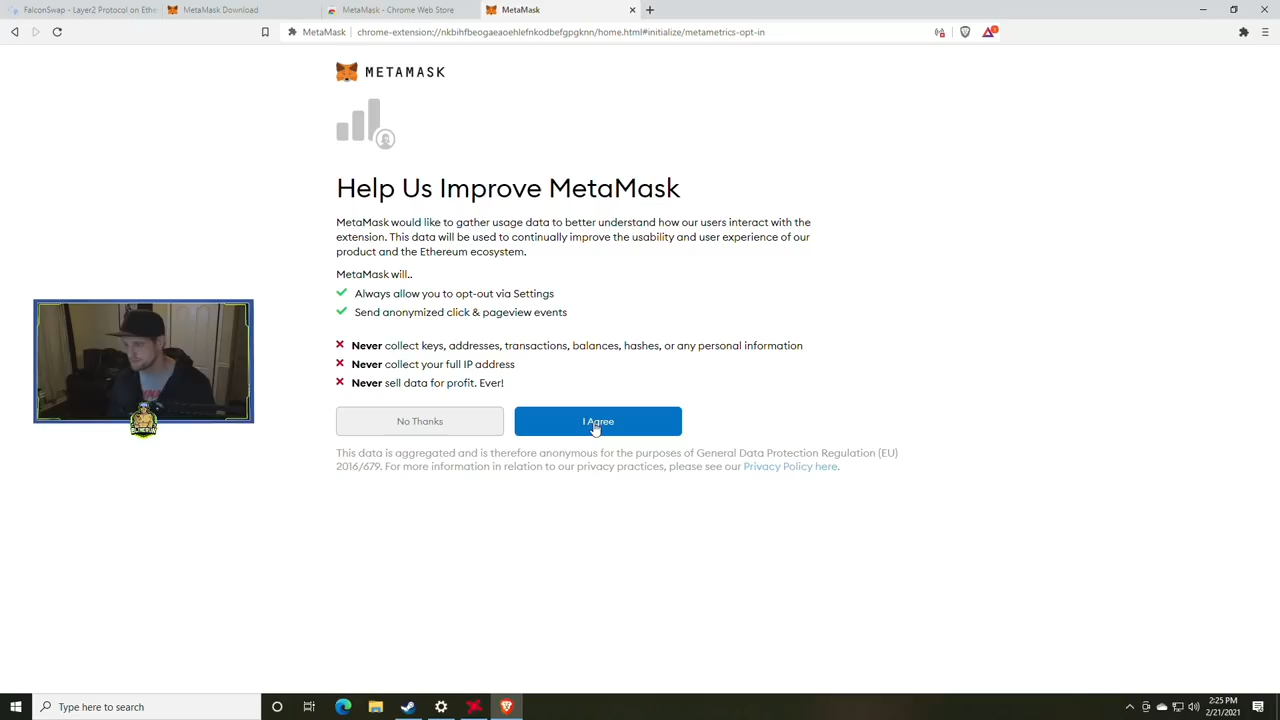 FalconSwap - Layer2 Protocol on Ethe
MetaMask Download
MetaMask - Chrome Web Store
MetaMask
MetaMask
chrome-extension://nkbihfbeogaeaoehlefnkodbefgpgknn/home.html#initialize/metametrics-opt-in
METAMASK
Help Us Improve MetaMask
MetaMask would like to gather usage data to better understand how our users interact with the
extension. This data will be used to continually improve the usability and user experience of our
product and the Ethereum ecosystem.
MetaMask will..
Always allow you to opt-out via Settings
Send anonymized click & pageview events
Never collect keys, addresses, transactions, balances, hashes, or any personal information
Never collect your full IP address
Never sell data for profit. Ever!
No Thanks
I Agree
This data is aggregated and is therefore anonymous for the purposes of General Data Protection Regulation (EU)
2016/679. For more information in relation to our privacy practices, please see our Privacy Policy here.
Type here to search
2:25 PM
2/21/2021